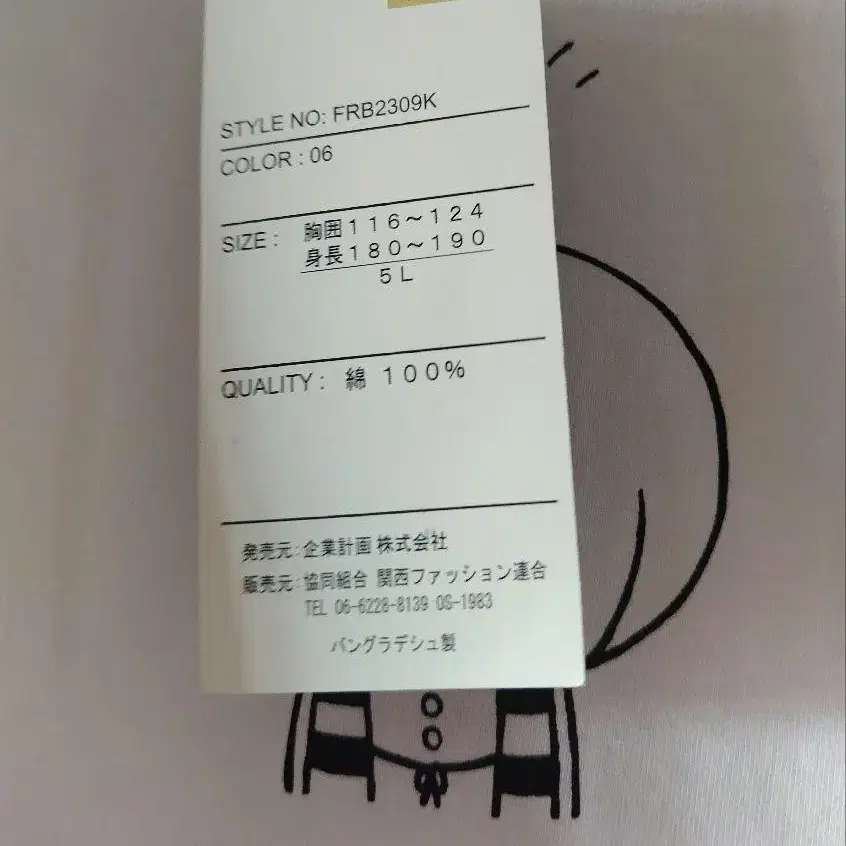 STYLE NO: FRB2309K
COLOR : 06
SIZE : 胸囲116～124
身長180～190
5L
QUALITY : 綿 100%
発売元:企業計画 株式会社
販売元:協同組合 関西ファッション連合
TEL 06-6228-8139 OS-1983
バングラデシュ製